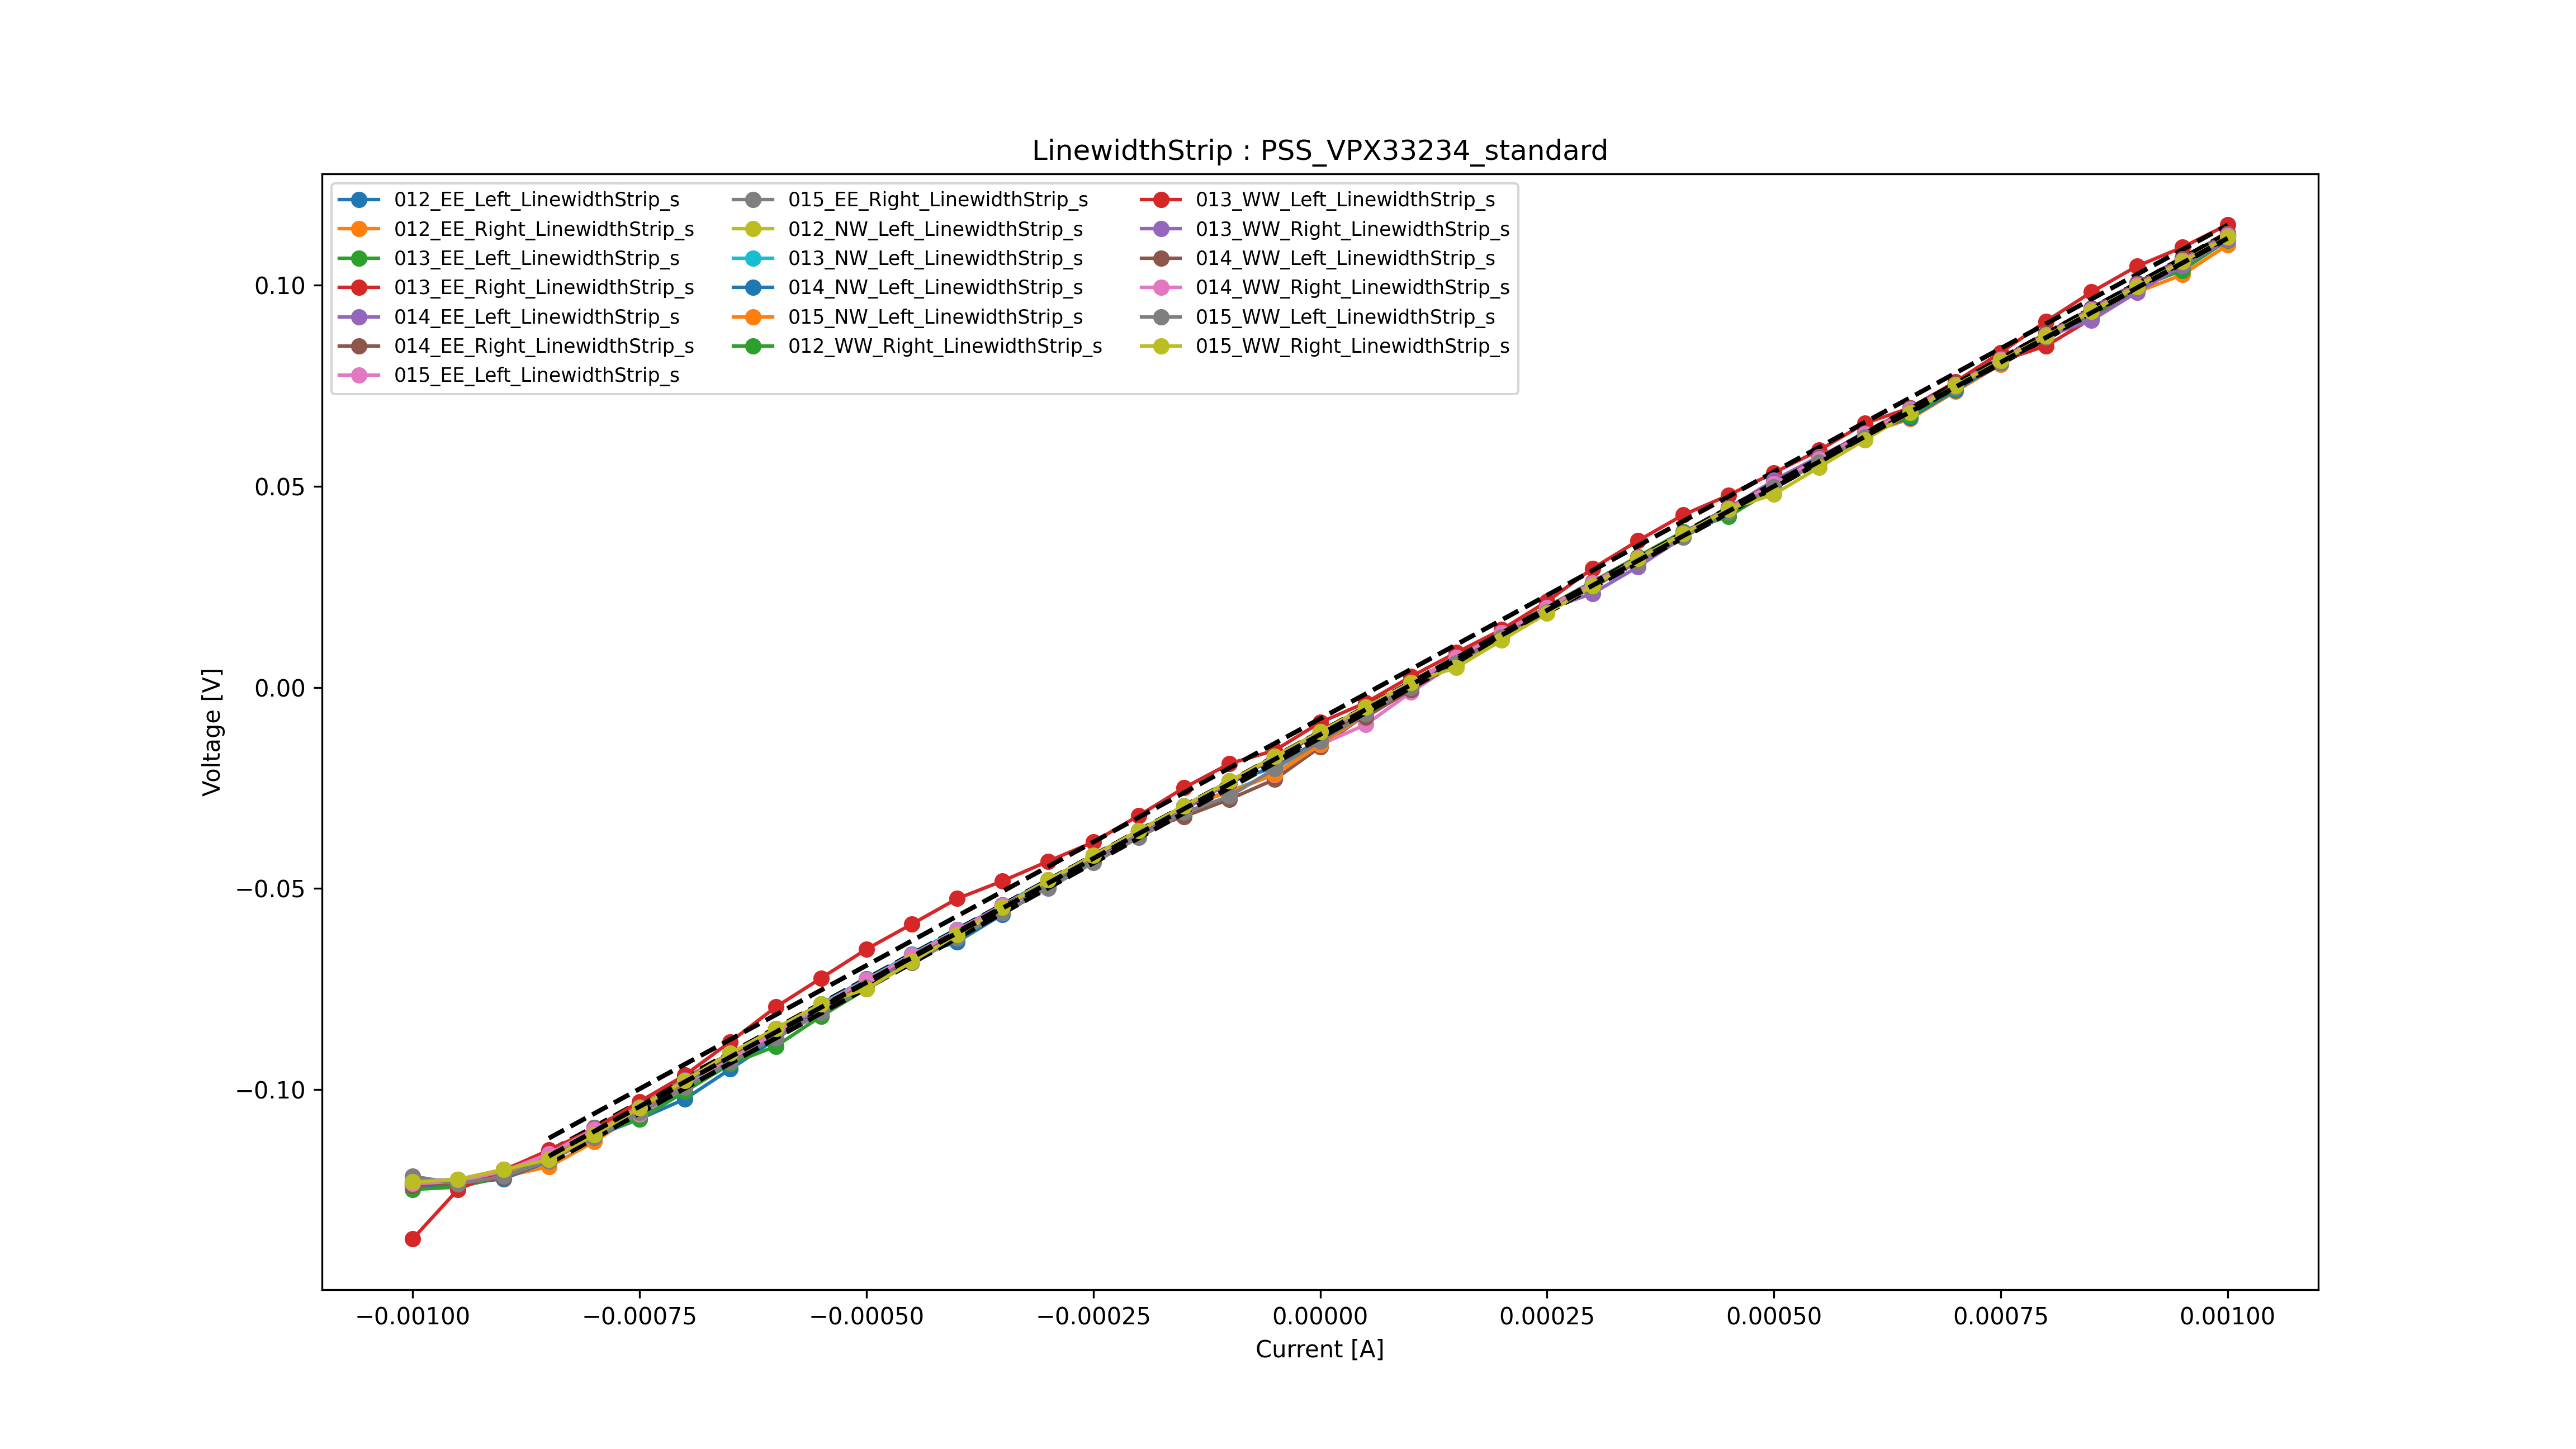 LinewidthStrip : PSS_VPX33234_standard
012_EE_Left_LinewidthStrip_s
012_EE_Right_LinewidthStrip_s
013_EE_Left_LinewidthStrip_s
013_EE_Right_LinewidthStrip_s
014_EE_Left_LinewidthStrip_s
014_EE_Right_LinewidthStrip_s
015_EE_Left_LinewidthStrip_s
015_EE_Right_LinewidthStrip_s
012_NW_Left_LinewidthStrip_s
013_NW_Left_LinewidthStrip_s
014_NW_Left_LinewidthStrip_s
015_NW_Left_LinewidthStrip_s
012_WW_Right_LinewidthStrip_s
013_WW_Left_LinewidthStrip_s
013_WW_Right_LinewidthStrip_s
014_WW_Left_LinewidthStrip_s
014_WW_Right_LinewidthStrip_s
015_WW_Left_LinewidthStrip_s
015_WW_Right_LinewidthStrip_s
Voltage [V]
0.10
0.05
0.00
−0.05
−0.10
−0.00100 −0.00075 −0.00050 −0.00025 0.00000 0.00025 0.00050 0.00075 0.00100
Current [A]